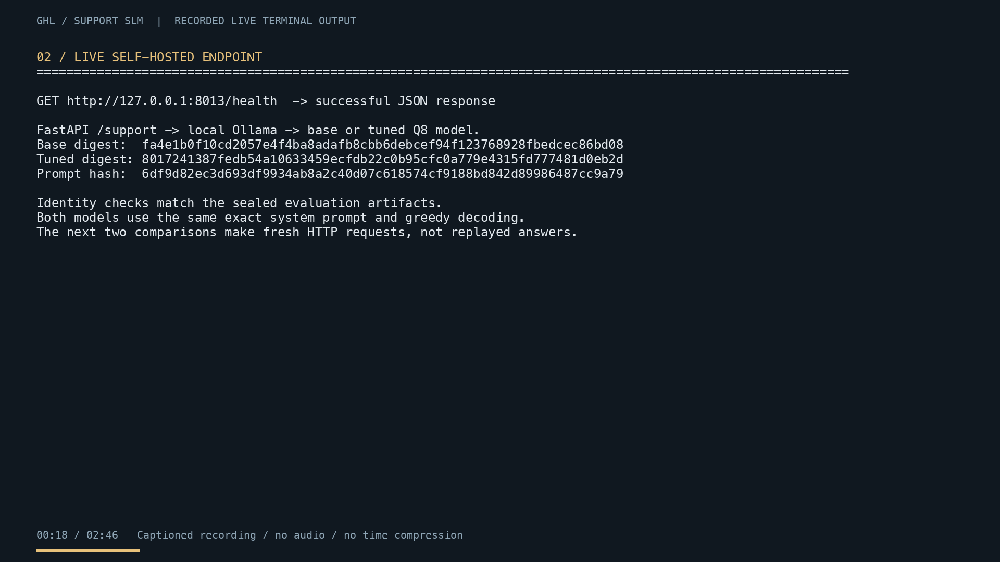 GHL / SUPPORT SLM  |  RECORDED LIVE TERMINAL OUTPUT
02 / LIVE SELF-HOSTED ENDPOINT
============================================================================================================
GET http://127.0.0.1:8013/health  -> successful JSON response
FastAPI /support -> local Ollama -> base or tuned Q8 model.
Base digest:  fa4e1b0f10cd2057e4f4ba8adafb8cbb6debcef94f123768928fbedcec86bd08
Tuned digest: 8017241387fedb54a10633459ecfdb22c0b95cfc0a779e4315fd777481d0eb2d
Prompt hash:  6df9d82ec3d693df9934ab8a2c40d07c618574cf9188bd842d89986487cc9a79
Identity checks match the sealed evaluation artifacts.
Both models use the same exact system prompt and greedy decoding.
The next two comparisons make fresh HTTP requests, not replayed answers.
00:18 / 02:46   Captioned recording / no audio / no time compression